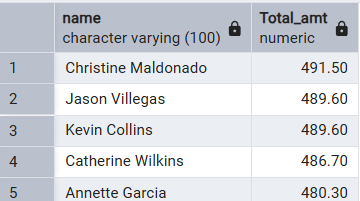 name Total_amt
character varying (100) numeric
1 Christine Maldonado 491.50
2 Jason Villegas 489.60
3 Kevin Collins 489.60
4 Catherine Wilkins 486.70
5 Annette Garcia 480.30